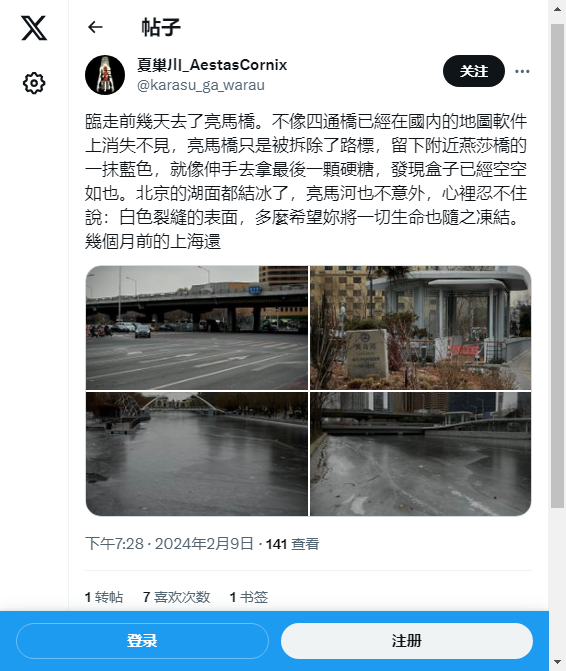 帖子
夏巢川_AestasCornix
@karasu_ga_warau
关注
臨走前幾天去了亮馬橋。不像四通橋已經在國內的地圖軟件
上消失不見，亮馬橋只是被拆除了路標，留下附近燕莎橋的
一抹藍色，就像伸手去拿最後一顆硬糖，發現盒子已經空空
如也。北京的湖面都結冰了，亮馬河也不意外，心裡忍不住
說：白色裂縫的表面，多麼希望妳將一切生命也隨之凍結。
幾個月前的上海還
下午7:28 · 2024年2月9日 · 141 查看
1 转帖 7 喜欢次数 1 书签
登录
注册